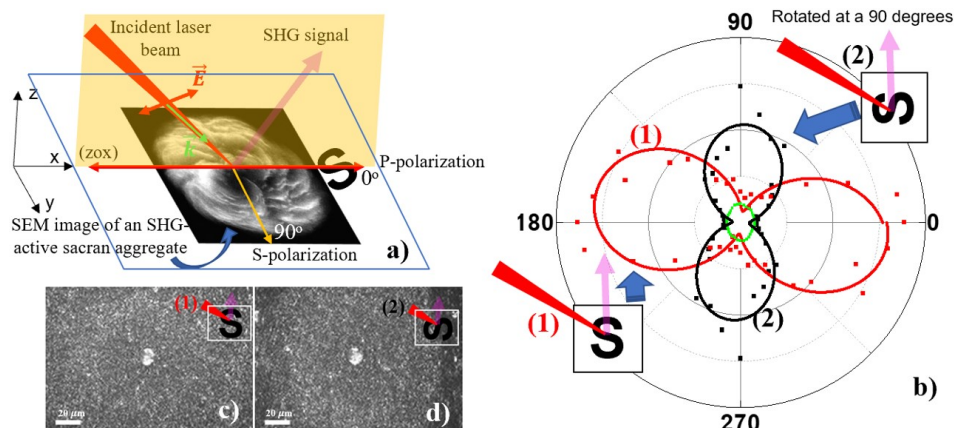 a)
Incident laser
beam
SHG signal
E
k
z
x
y
(zox)
S
0°
P-polarization
90°
S-polarization
SEM image of an SHG-
active sacran aggregate
(1)
S
20 µm
c)
(2)
S
20 µm
d)
Rotated at a 90 degrees
90
(2)
S
(1)
180
0
(1)
S
(2)
270
b)